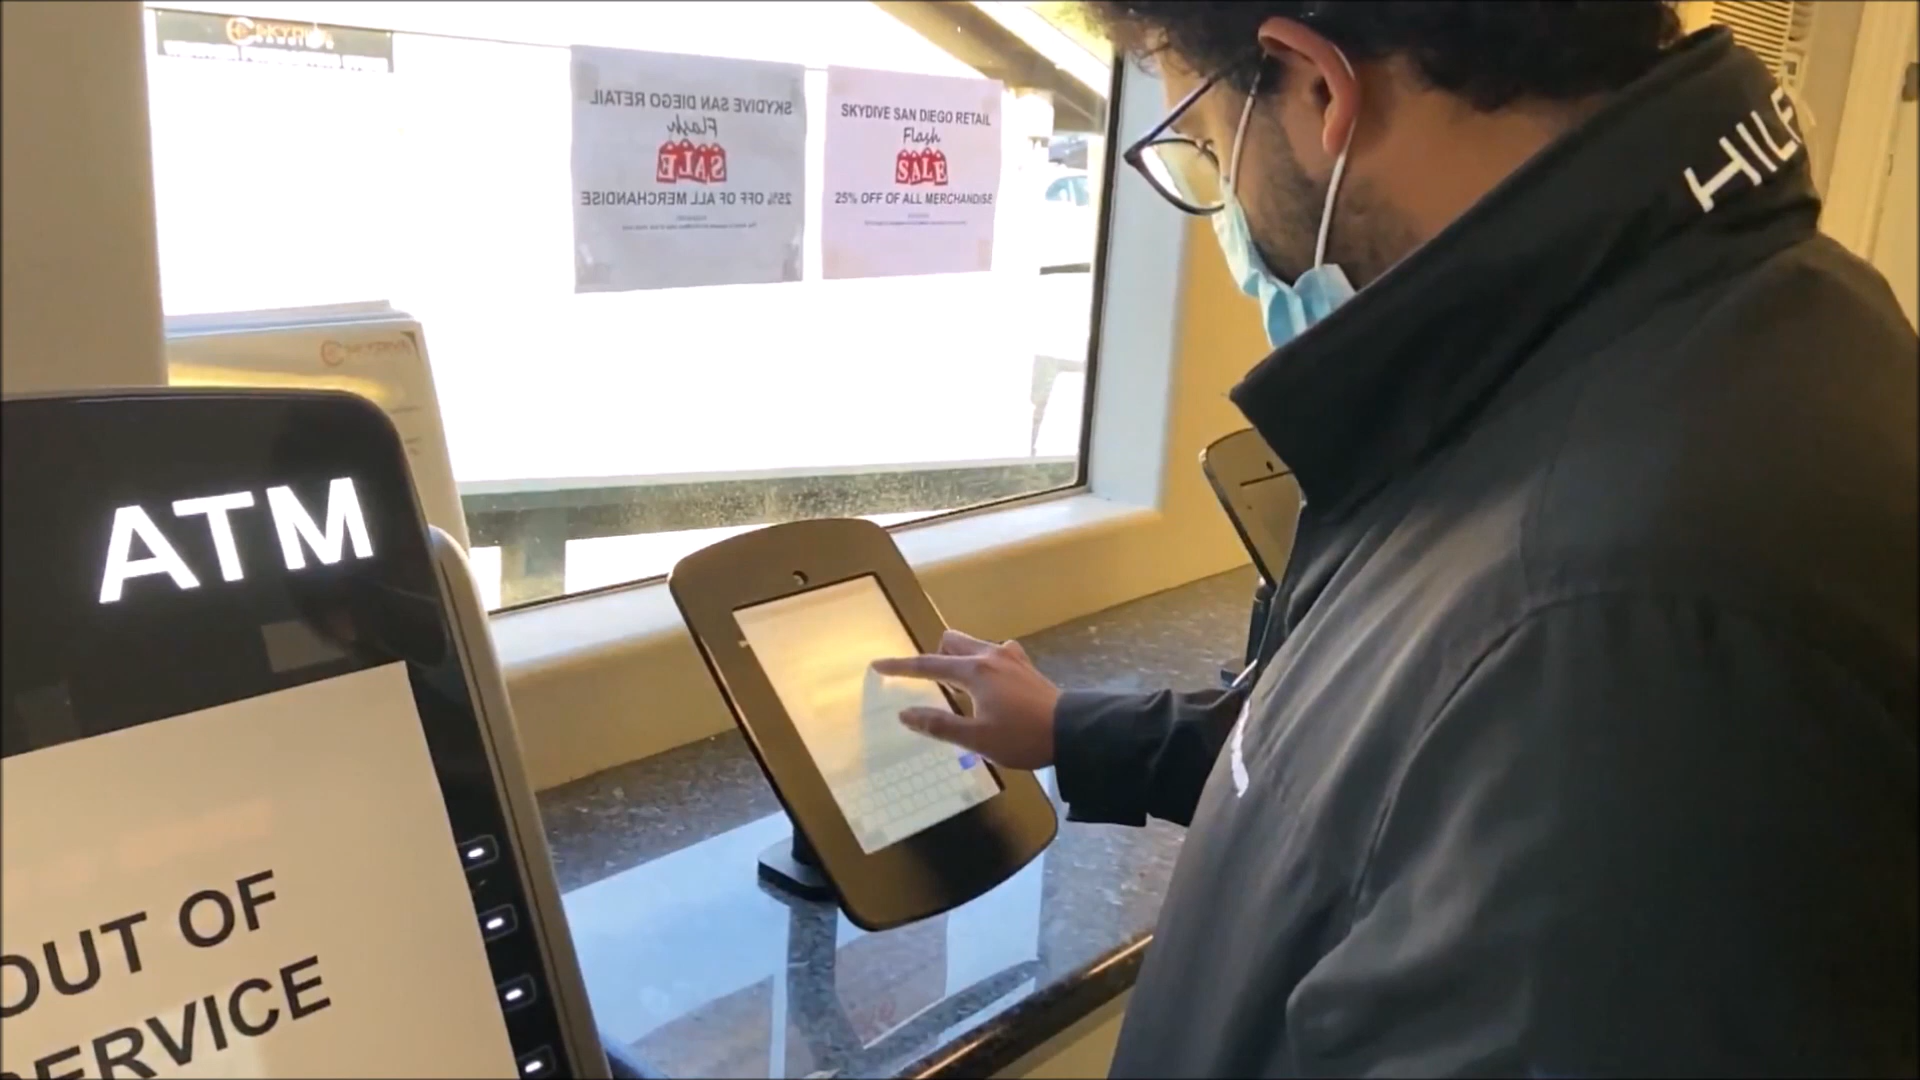 SKYDIVE SAN DIEGO RETAIL
Flash
SALE
25% OFF OF ALL MERCHANDISE
SKYDIVE SAN DIEGO RETAIL
Flash
SALE
25% OFF OF ALL MERCHANDISE
HILF
ATM
OUT OF
SERVICE